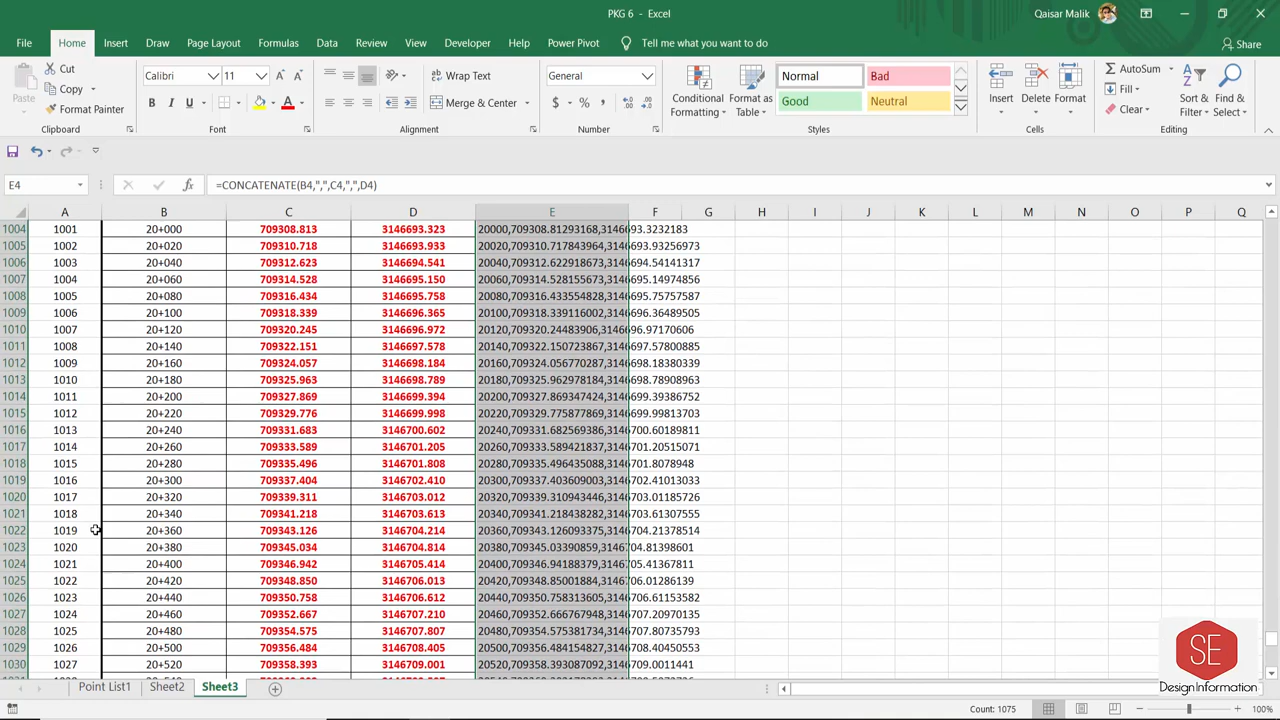 PKG 6 - Excel
Qaisar Malik
File Home Insert Draw Page Layout Formulas Data Review View Developer Help Power Pivot Tell me what you want to do Share
Paste Cut Copy Format Painter Clipboard
Calibri 11 B I U Font
Wrap Text Merge & Center Alignment
General $ % , Number
Conditional Formatting Format as Table Normal Bad Good Neutral Styles
Insert Delete Format Cells
AutoSum Fill Clear Sort & Filter Find & Select Editing
E4 fx =CONCATENATE(B4,",",C4,",",D4)
A B C D E F G H I J K L M N O P Q
1004 1001 20+000 709308.813 3146693.323 20000,709308.81293168,3146693.3232183
1005 1002 20+020 709310.718 3146693.933 20020,709310.717843964,3146693.93256973
1006 1003 20+040 709312.623 3146694.541 20040,709312.622918673,3146694.54141317
1007 1004 20+060 709314.528 3146695.150 20060,709314.528155673,3146695.14974856
1008 1005 20+080 709316.434 3146695.758 20080,709316.433554828,3146695.75757587
1009 1006 20+100 709318.339 3146696.365 20100,709318.339116002,3146696.36489505
1010 1007 20+120 709320.245 3146696.972 20120,709320.24483906,3146696.97170606
1011 1008 20+140 709322.151 3146697.578 20140,709322.150723867,3146697.57800885
1012 1009 20+160 709324.057 3146698.184 20160,709324.056770287,3146698.18380339
1013 1010 20+180 709325.963 3146698.789 20180,709325.962978184,3146698.78908963
1014 1011 20+200 709327.869 3146699.394 20200,709327.869347424,3146699.39386753
1015 1012 20+220 709329.776 3146699.998 20220,709329.775877869,3146699.99813703
1016 1013 20+240 709331.683 3146700.602 20240,709331.682569386,3146700.60189811
1017 1014 20+260 709333.589 3146701.205 20260,709333.589421837,3146701.20515071
1018 1015 20+280 709335.496 3146701.808 20280,709335.496435088,3146701.8078948
1019 1016 20+300 709337.404 3146702.410 20300,709337.403609003,3146702.41013033
1020 1017 20+320 709339.311 3146703.012 20320,709339.310943446,3146703.01185726
1021 1018 20+340 709341.218 3146703.613 20340,709341.218438282,3146703.61307555
1022 1019 20+360 709343.126 3146704.214 20360,709343.126093375,3146704.21378514
1023 1020 20+380 709345.034 3146704.814 20380,709345.03390859,3146704.81398601
1024 1021 20+400 709346.942 3146705.414 20400,709346.94188379,3146705.41367811
1025 1022 20+420 709348.850 3146706.013 20420,709348.85001884,3146706.01286139
1026 1023 20+440 709350.758 3146706.612 20440,709350.758313605,3146706.61153582
1027 1024 20+460 709352.667 3146707.210 20460,709352.666767948,3146707.20970135
1028 1025 20+480 709354.575 3146707.807 20480,709354.575381734,3146707.80735793
1029 1026 20+500 709356.484 3146708.405 20500,709356.484154827,3146708.40450553
1030 1027 20+520 709358.393 3146709.001 20520,709358.393087092,3146709.0011441
SE
Design Information
Point List1 Sheet2 Sheet3
Count: 1075 100%